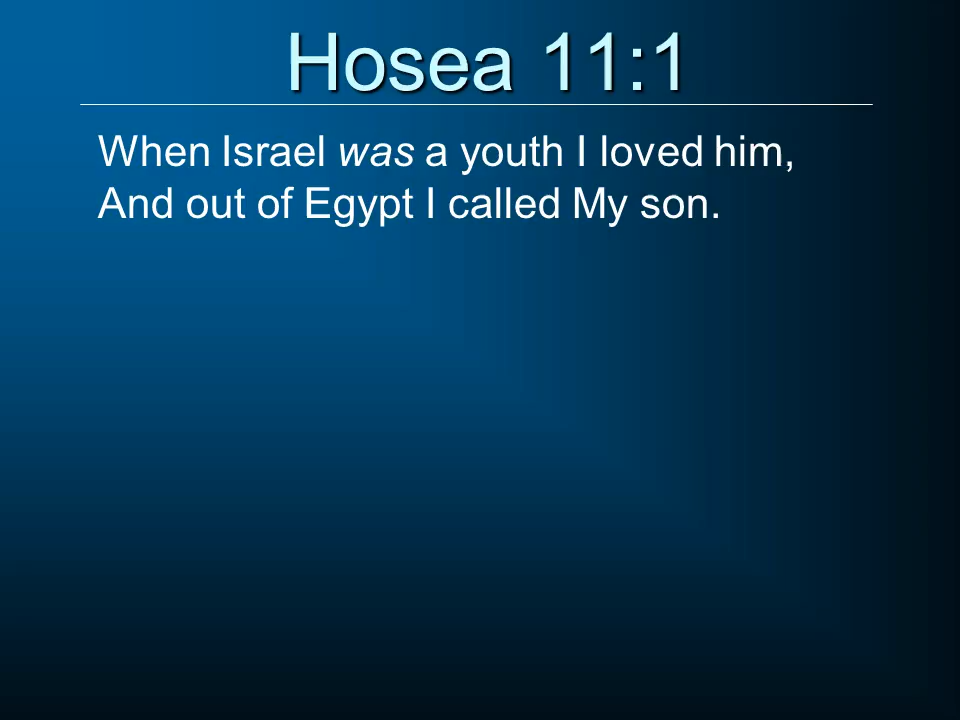 Hosea 11:1
When Israel was a youth I loved him,
And out of Egypt I called My son.